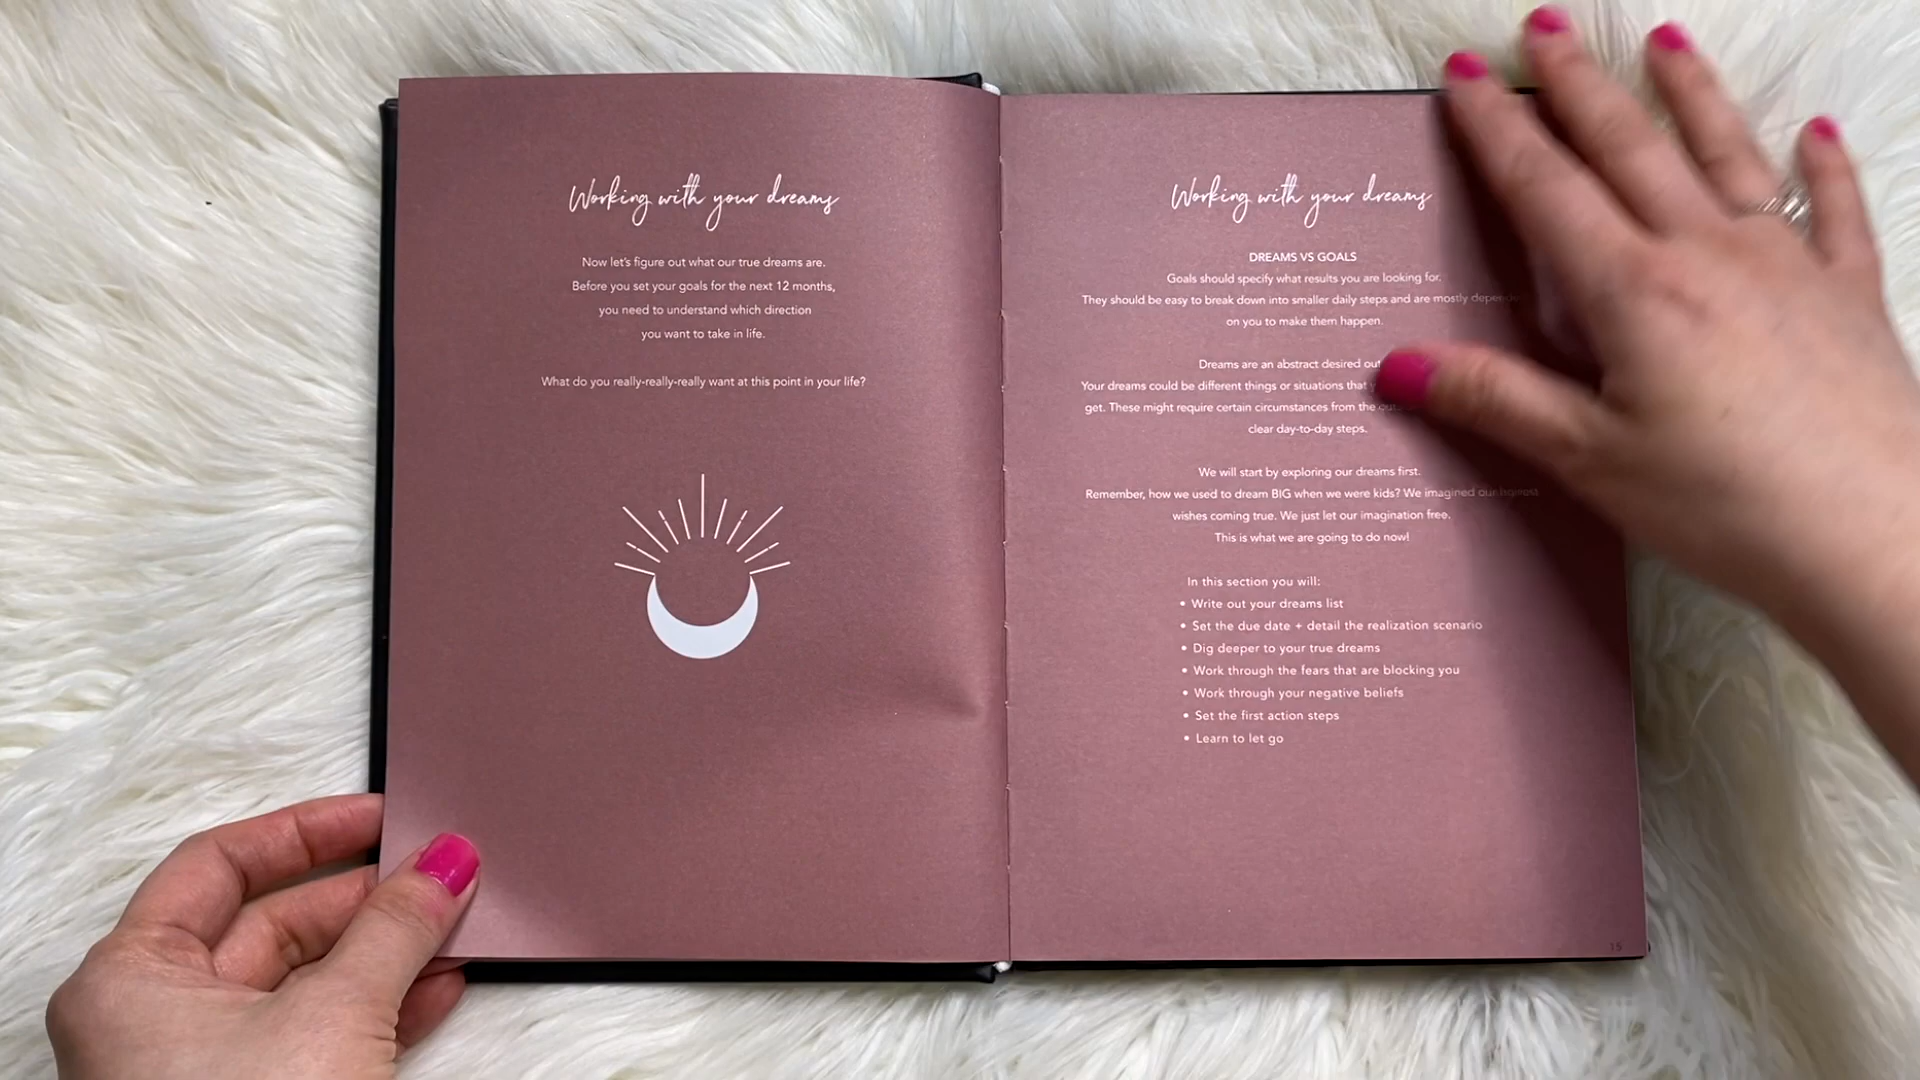 Working with your dreams
Now let's figure out what our true dreams are.
Before you set your goals for the next 12 months,
you need to understand which direction
you want to take in life.
What do you really-really-really want at this point in your life?
Working with your dreams
DREAMS VS GOALS
Goals should specify what results you are looking for.
They should be easy to break down into smaller daily steps and are mostly
on you to make them happen.
Dreams are an abstract desired
Your dreams could be different things or situations that
get. These might require certain circumstances from the
clear day-to-day steps.
We will start by exploring our dreams first.
Remember, how we used to dream BIG when we were kids? We imagined our
wishes coming true. We just let our imagination free.
This is what we are going to do now!
In this section you will:
• Write out your dreams list
• Set the due date + detail the realization scenario
• Dig deeper to your true dreams
• Work through the fears that are blocking you
• Work through your negative beliefs
• Set the first action steps
• Learn to let go
15